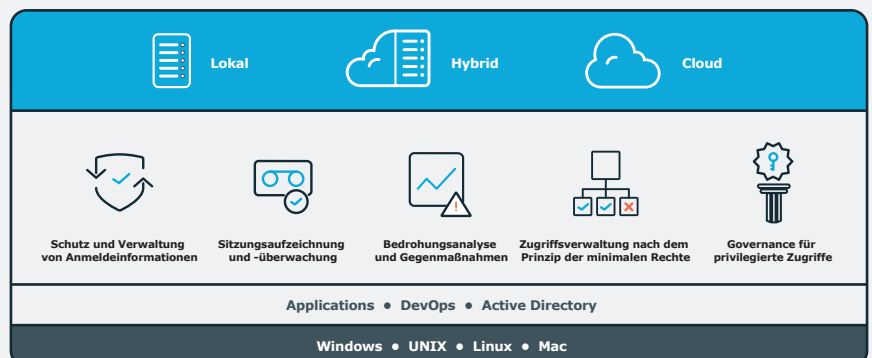 Lokal
Hybrid
Cloud
Schutz und Verwaltung
von Anmeldeinformationen
Sitzungsaufzeichnung
und -überwachung
Bedrohungsanalyse
und Gegenmaßnahmen
Zugriffsverwaltung nach dem
Prinzip der minimalen Rechte
Governance für
privilegierte Zugriffe
Applications • DevOps • Active Directory
Windows • UNIX • Linux • Mac